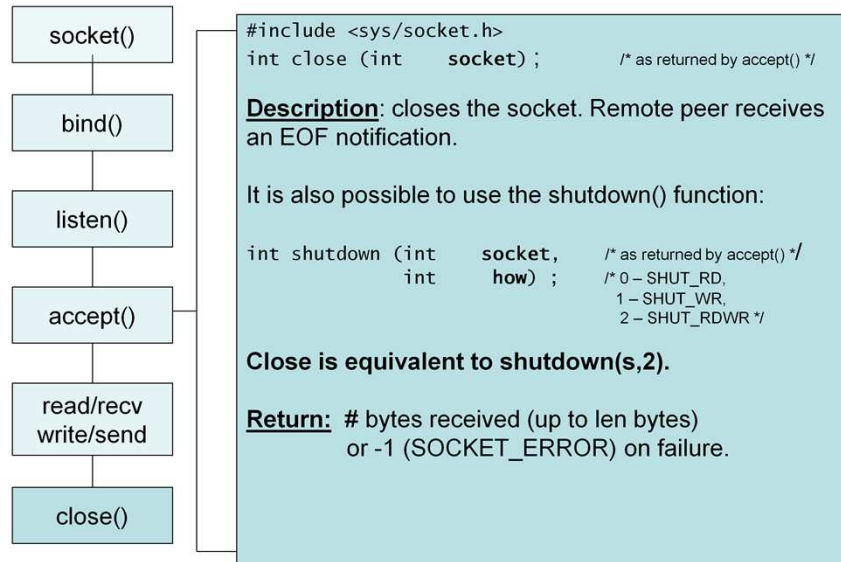 socket()
bind()
listen()
accept()
read/recv
write/send
close()
#include <sys/socket.h>
int close (int socket) ; /* as returned by accept() */
Description: closes the socket. Remote peer receives
an EOF notification.
It is also possible to use the shutdown() function:
int shutdown (int socket, /* as returned by accept() */
int how) ; /* 0 – SHUT_RD,
1 – SHUT_WR,
2 – SHUT_RDWR */
Close is equivalent to shutdown(s,2).
Return: # bytes received (up to len bytes)
or -1 (SOCKET_ERROR) on failure.